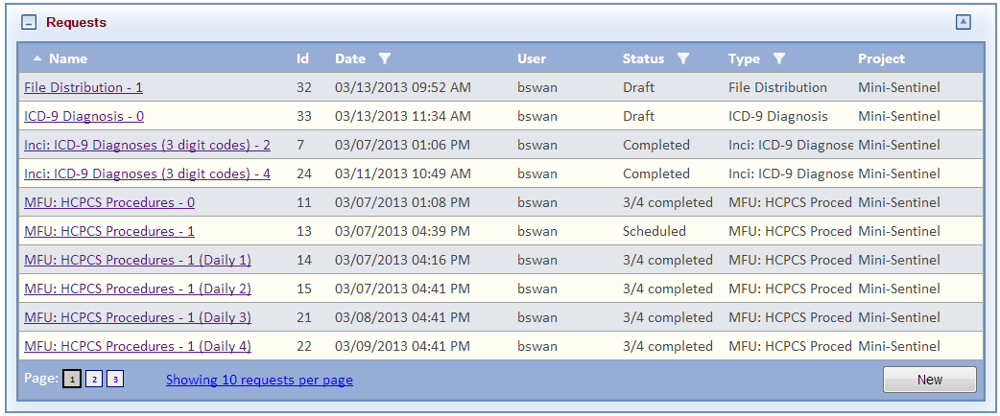 Requests
Name Id Date User Status Type Project
File Distribution - 1 32 03/13/2013 09:52 AM bswan Draft File Distribution Mini-Sentinel
ICD-9 Diagnosis - 0 33 03/13/2013 11:34 AM bswan Draft ICD-9 Diagnosis Mini-Sentinel
Inci: ICD-9 Diagnoses (3 digit codes) - 2 7 03/07/2013 01:06 PM bswan Completed Inci: ICD-9 Diagnose Mini-Sentinel
Inci: ICD-9 Diagnoses (3 digit codes) - 4 24 03/11/2013 10:49 AM bswan Completed Inci: ICD-9 Diagnose Mini-Sentinel
MFU: HCPCS Procedures - 0 11 03/07/2013 01:08 PM bswan 3/4 completed MFU: HCPCS Proced Mini-Sentinel
MFU: HCPCS Procedures - 1 13 03/07/2013 04:39 PM bswan Scheduled MFU: HCPCS Proced Mini-Sentinel
MFU: HCPCS Procedures - 1 (Daily 1) 14 03/07/2013 04:16 PM bswan 3/4 completed MFU: HCPCS Proced Mini-Sentinel
MFU: HCPCS Procedures - 1 (Daily 2) 15 03/07/2013 04:41 PM bswan 3/4 completed MFU: HCPCS Proced Mini-Sentinel
MFU: HCPCS Procedures - 1 (Daily 3) 21 03/08/2013 04:41 PM bswan 3/4 completed MFU: HCPCS Proced Mini-Sentinel
MFU: HCPCS Procedures - 1 (Daily 4) 22 03/09/2013 04:41 PM bswan 3/4 completed MFU: HCPCS Proced Mini-Sentinel
Page: 1 2 3 Showing 10 requests per page New